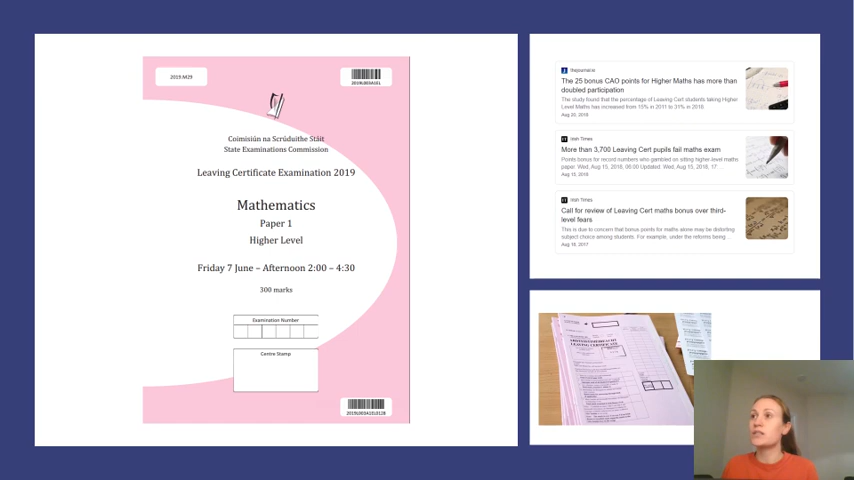 2019.M29
2019L003A1EL
Coimisiún na Scrúduithe Stáit
State Examinations Commission
Leaving Certificate Examination 2019
Mathematics
Paper 1
Higher Level
Friday 7 June – Afternoon 2:00 – 4:30
300 marks
Examination Number
Centre Stamp
thejournal.ie
The 25 bonus CAO points for Higher Maths has more than
doubled participation
The study found that the percentage of Leaving Cert students taking Higher
Level Maths has increased from 15% in 2011 to 31% in 2018
Irish Times
More than 3,700 Leaving Cert pupils fail maths exam
Points bonus for record numbers who gambled on sitting higher-level maths
paper. Wed, Aug 15, 2018, 06:00 Updated: Wed, Aug 15, 2018, 17: ...
Aug 15, 2018
Irish Times
Call for review of Leaving Cert maths bonus over third-
level fears
This is due to concern that bonus points for maths alone may be distorting
subject choice among students. For example, under the reforms being ...
LEAVING CERTIFICATE